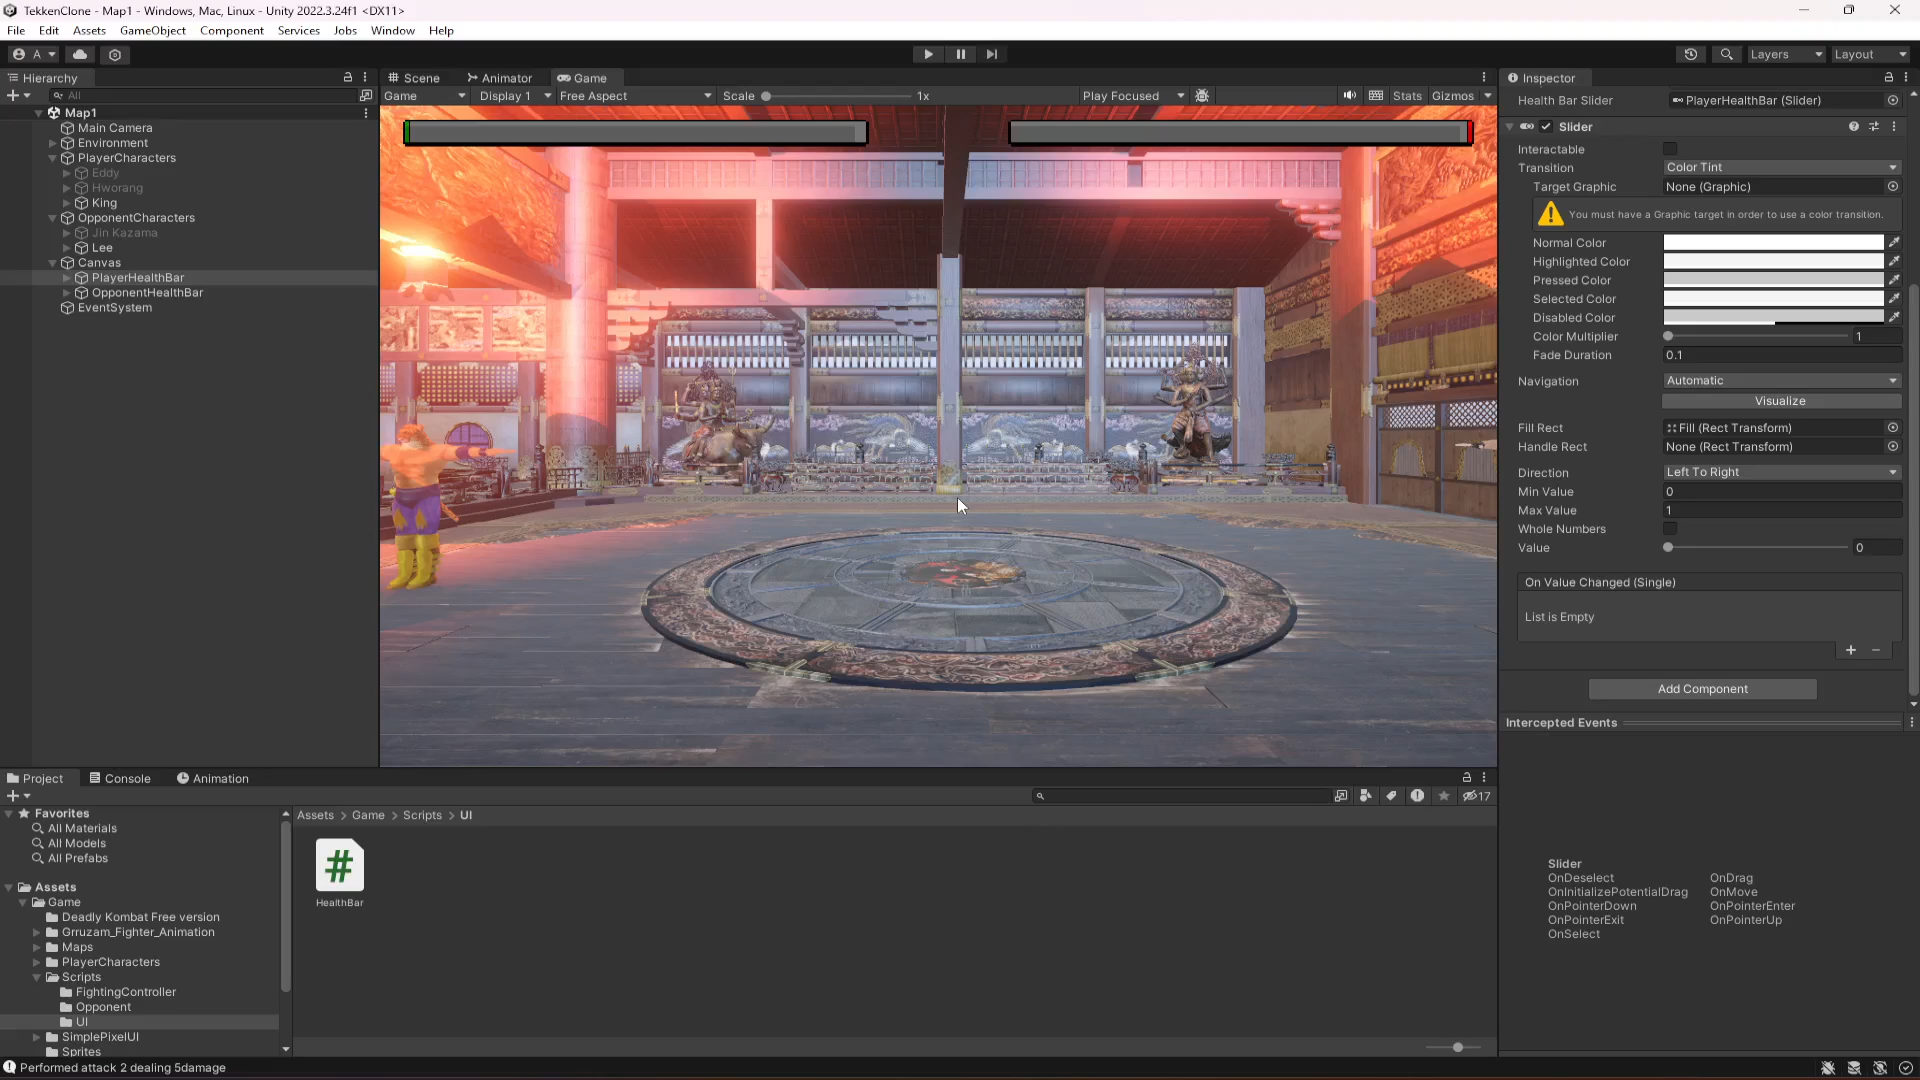 TekkenClone - Map1 - Windows, Mac, Linux - Unity 2022.3.24f1 <DX11>
File Edit Assets GameObject Component Services Jobs Window Help
A Layers Layout
Hierarchy
All
Map1
Main Camera
Environment
PlayerCharacters
Eddy
Hworang
King
OpponentCharacters
Jin Kazama
Lee
Canvas
PlayerHealthBar
OpponentHealthBar
EventSystem
Scene Animator Game
Game Display 1 Free Aspect Scale 1x Play Focused Stats Gizmos
Inspector
Health Bar Slider PlayerHealthBar (Slider)
Slider
Interactable
Transition Color Tint
Target Graphic None (Graphic)
You must have a Graphic target in order to use a color transition.
Normal Color
Highlighted Color
Pressed Color
Selected Color
Disabled Color
Color Multiplier 1
Fade Duration 0.1
Navigation Automatic
Visualize
Fill Rect Fill (Rect Transform)
Handle Rect None (Rect Transform)
Direction Left To Right
Min Value 0
Max Value 1
Whole Numbers
Value 0
On Value Changed (Single)
List is Empty
Add Component
Intercepted Events
Slider
OnDeselect OnDrag
OnInitializePotentialDrag OnMove
OnPointerDown OnPointerEnter
OnPointerExit OnPointerUp
OnSelect
Project Console Animation
17
Favorites
All Materials
All Models
All Prefabs
Assets
Game
Deadly Kombat Free version
Grruzam_Fighter_Animation
Maps
PlayerCharacters
Scripts
FightingController
Opponent
UI
SimplePixelUI
Sprites
Assets > Game > Scripts > UI
HealthBar
Performed attack 2 dealing 5damage